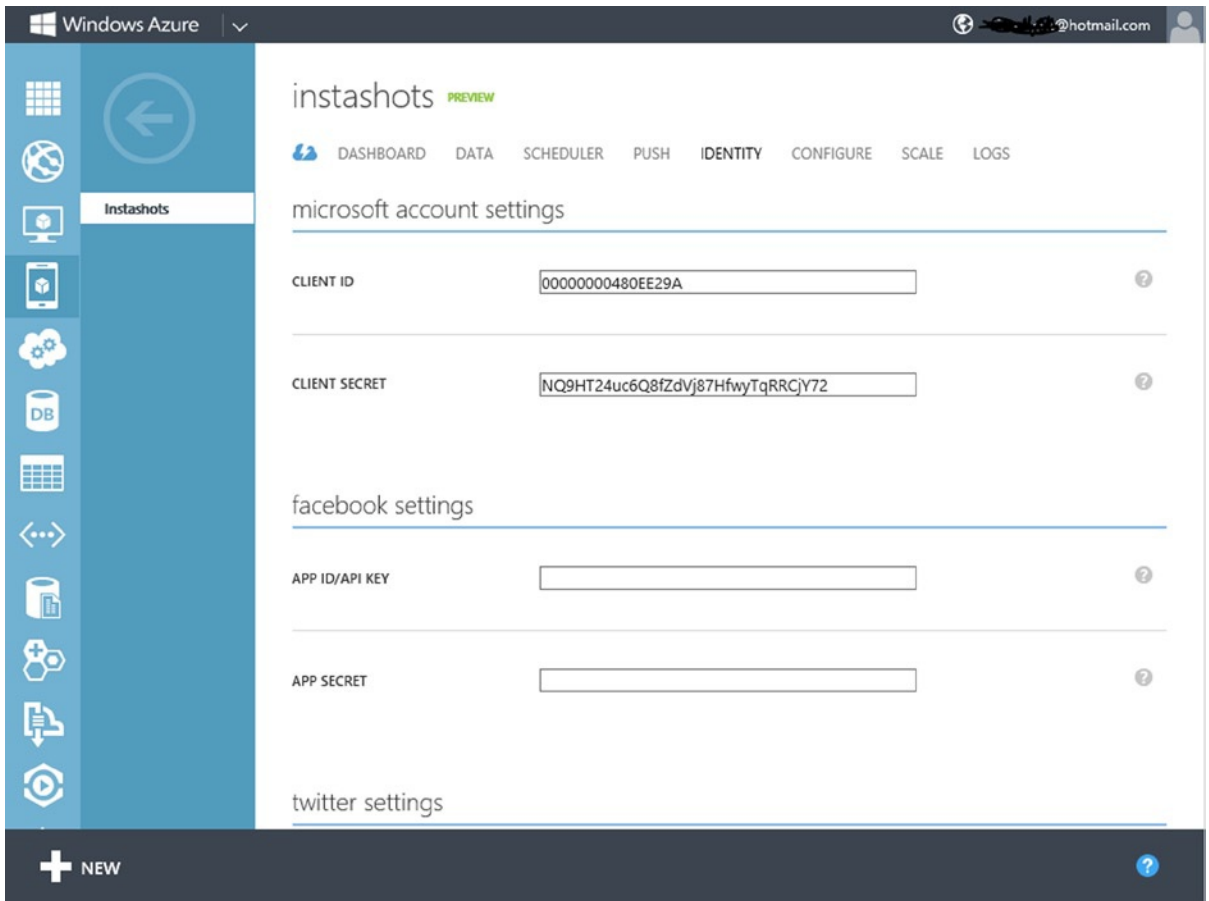 Windows Azure
@hotmail.com
instashots PREVIEW
DASHBOARD DATA SCHEDULER PUSH IDENTITY CONFIGURE SCALE LOGS
Instashots
microsoft account settings
CLIENT ID 00000000480EE29A ?
CLIENT SECRET NQ9HT24uc6Q8fZdVj87HfwyTqRRCjY72 ?
DB
facebook settings
APP ID/API KEY ?
APP SECRET ?
twitter settings
NEW ?